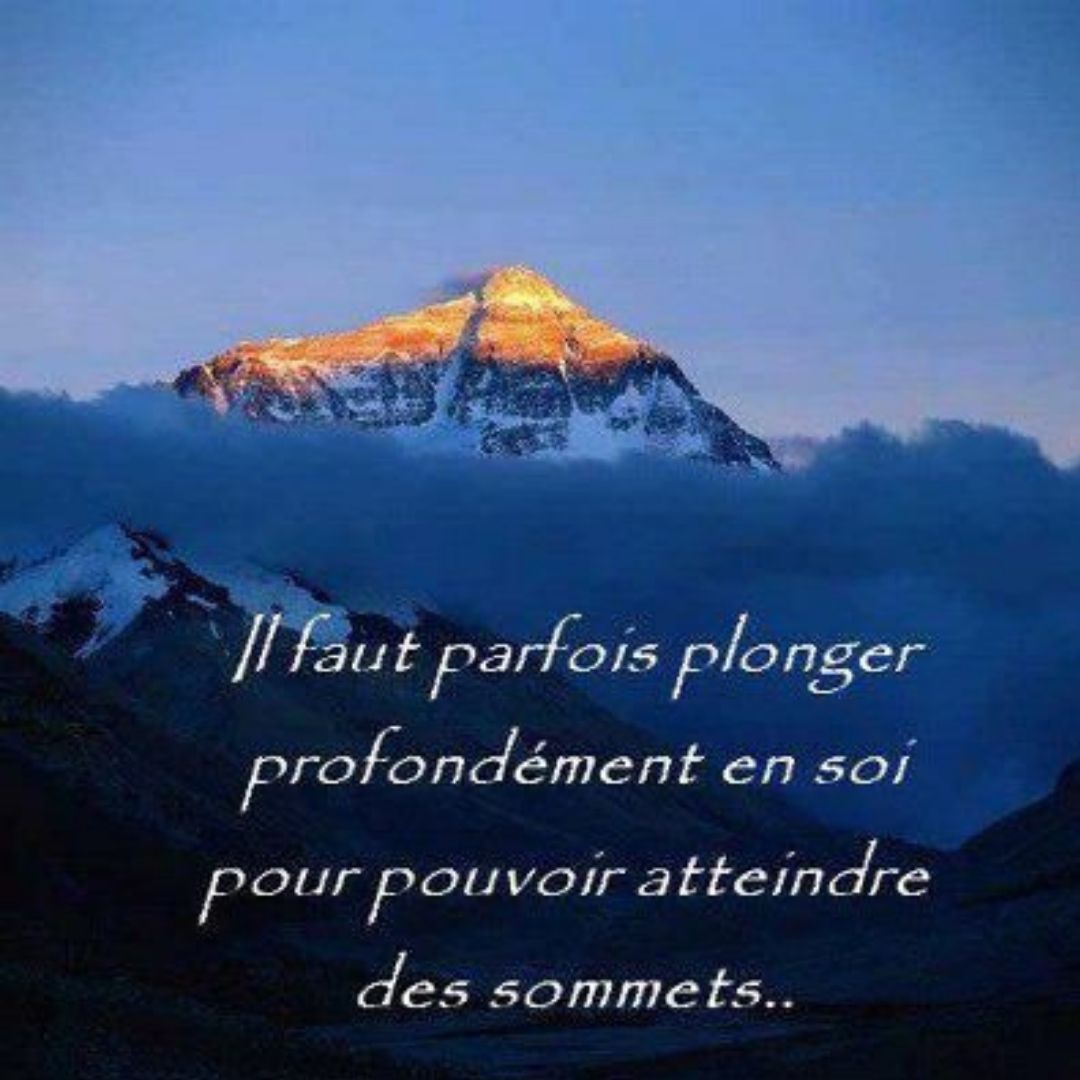 Il faut parfois plonger
profondément en soi
pour pouvoir atteindre
des sommets..